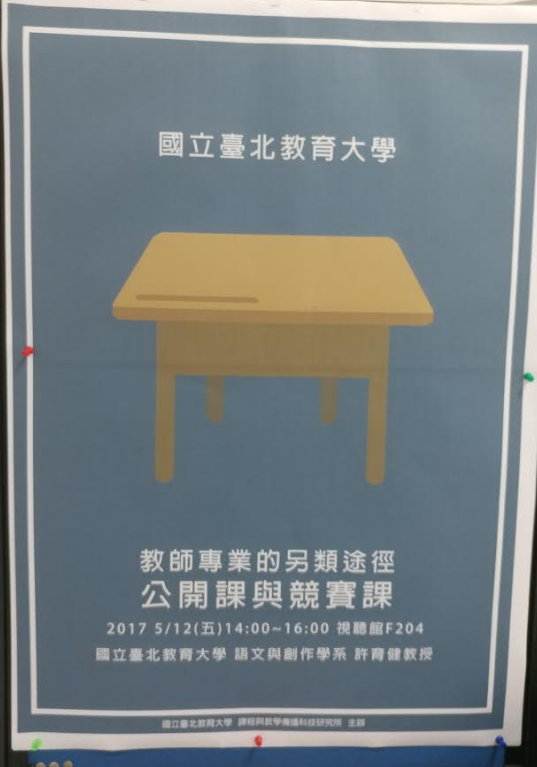 國立臺北教育大學
教師專業的另類途徑
公開課與競賽課
2017 5/12(五)14:00~16:00 視聽館F204
國立臺北教育大學 語文與創作學系 許育健教授
國立臺北教育大學 課程與教學傳播科技研究所 主辦